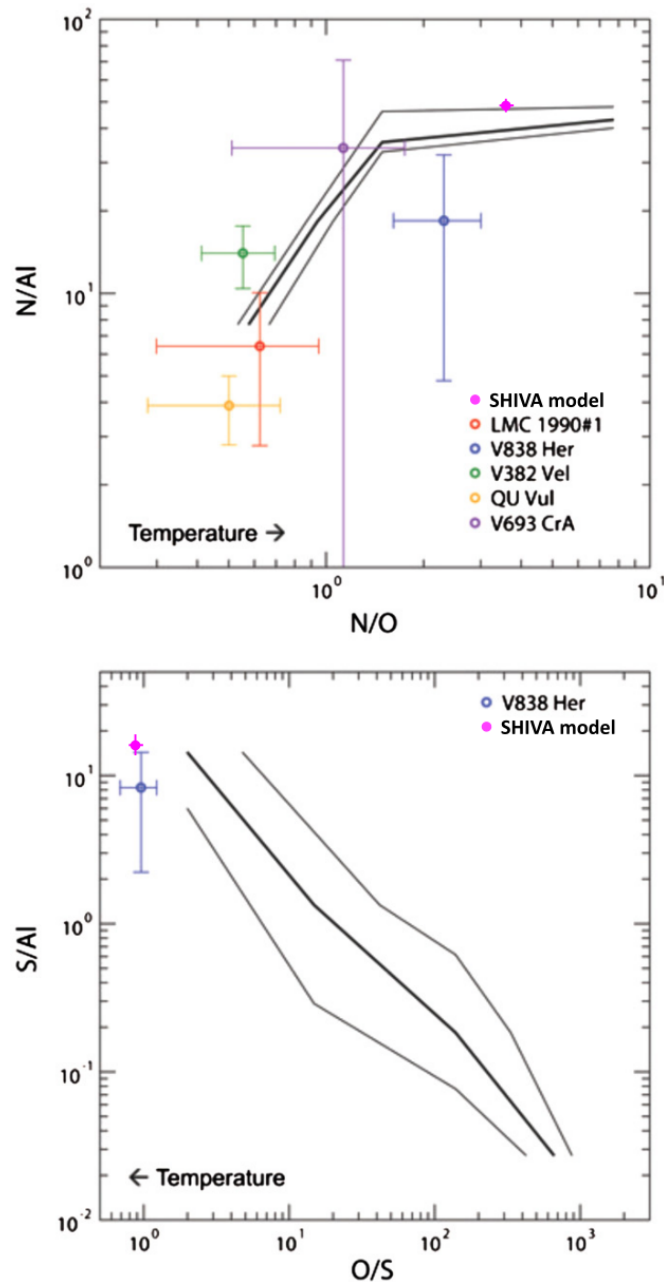 10²
N/Al
10¹
SHIVA model
LMC 1990#1
V838 Her
V382 Vel
QU Vul
V693 CrA
Temperature →
10⁰
10⁰
10¹
N/O
V838 Her
SHIVA model
10¹
S/Al
10⁰
10⁻¹
← Temperature
10⁻²
10⁰
10¹
10²
10³
O/S